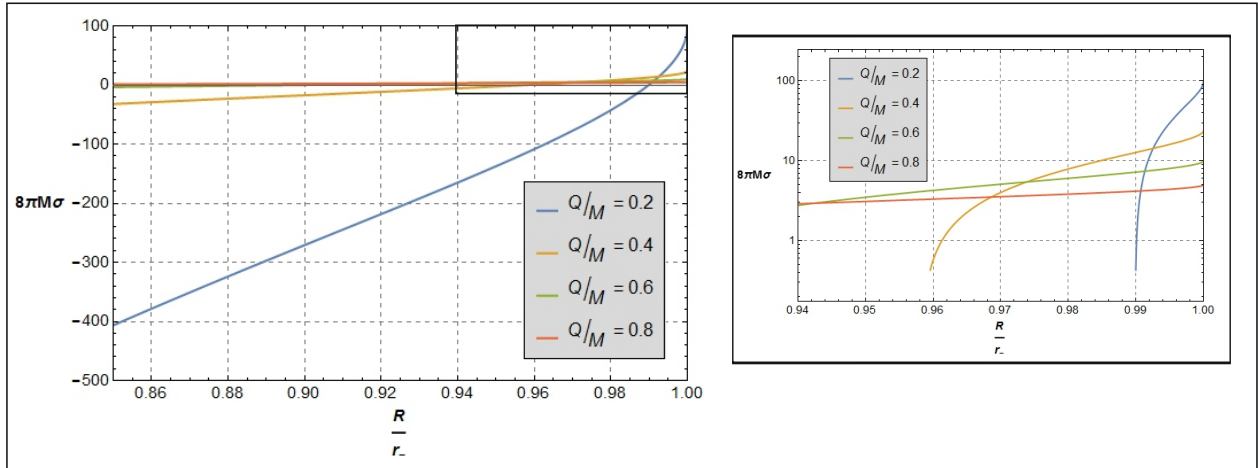 100
0
−100
8πMσ −200
−300
−400
−500
0.86 0.88 0.90 0.92 0.94 0.96 0.98 1.00
R
r₋
Q/M = 0.2
Q/M = 0.4
Q/M = 0.6
Q/M = 0.8
100
10
8πMσ
1
0.94 0.95 0.96 0.97 0.98 0.99 1.00
R
r₋
Q/M = 0.2
Q/M = 0.4
Q/M = 0.6
Q/M = 0.8